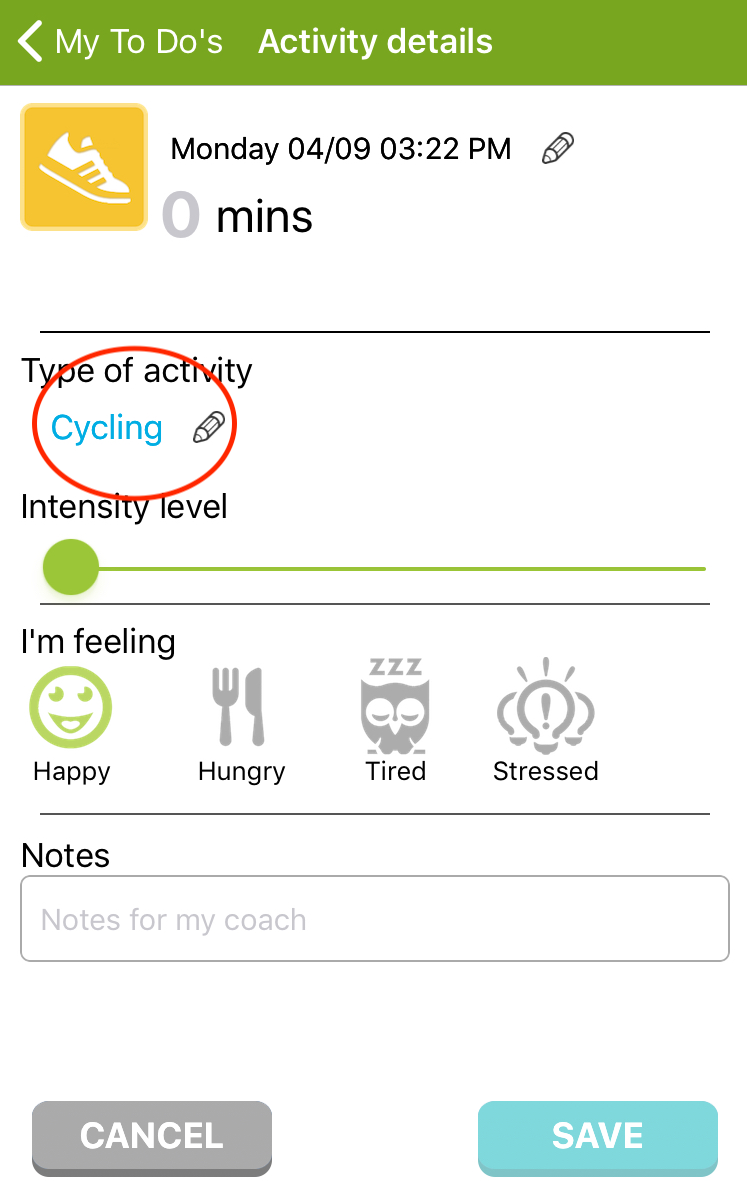 My To Do's Activity details
Monday 04/09 03:22 PM
0 mins
Type of activity
Cycling
Intensity level
I'm feeling
zzz
Happy Hungry Tired Stressed
Notes
Notes for my coach
CANCEL SAVE